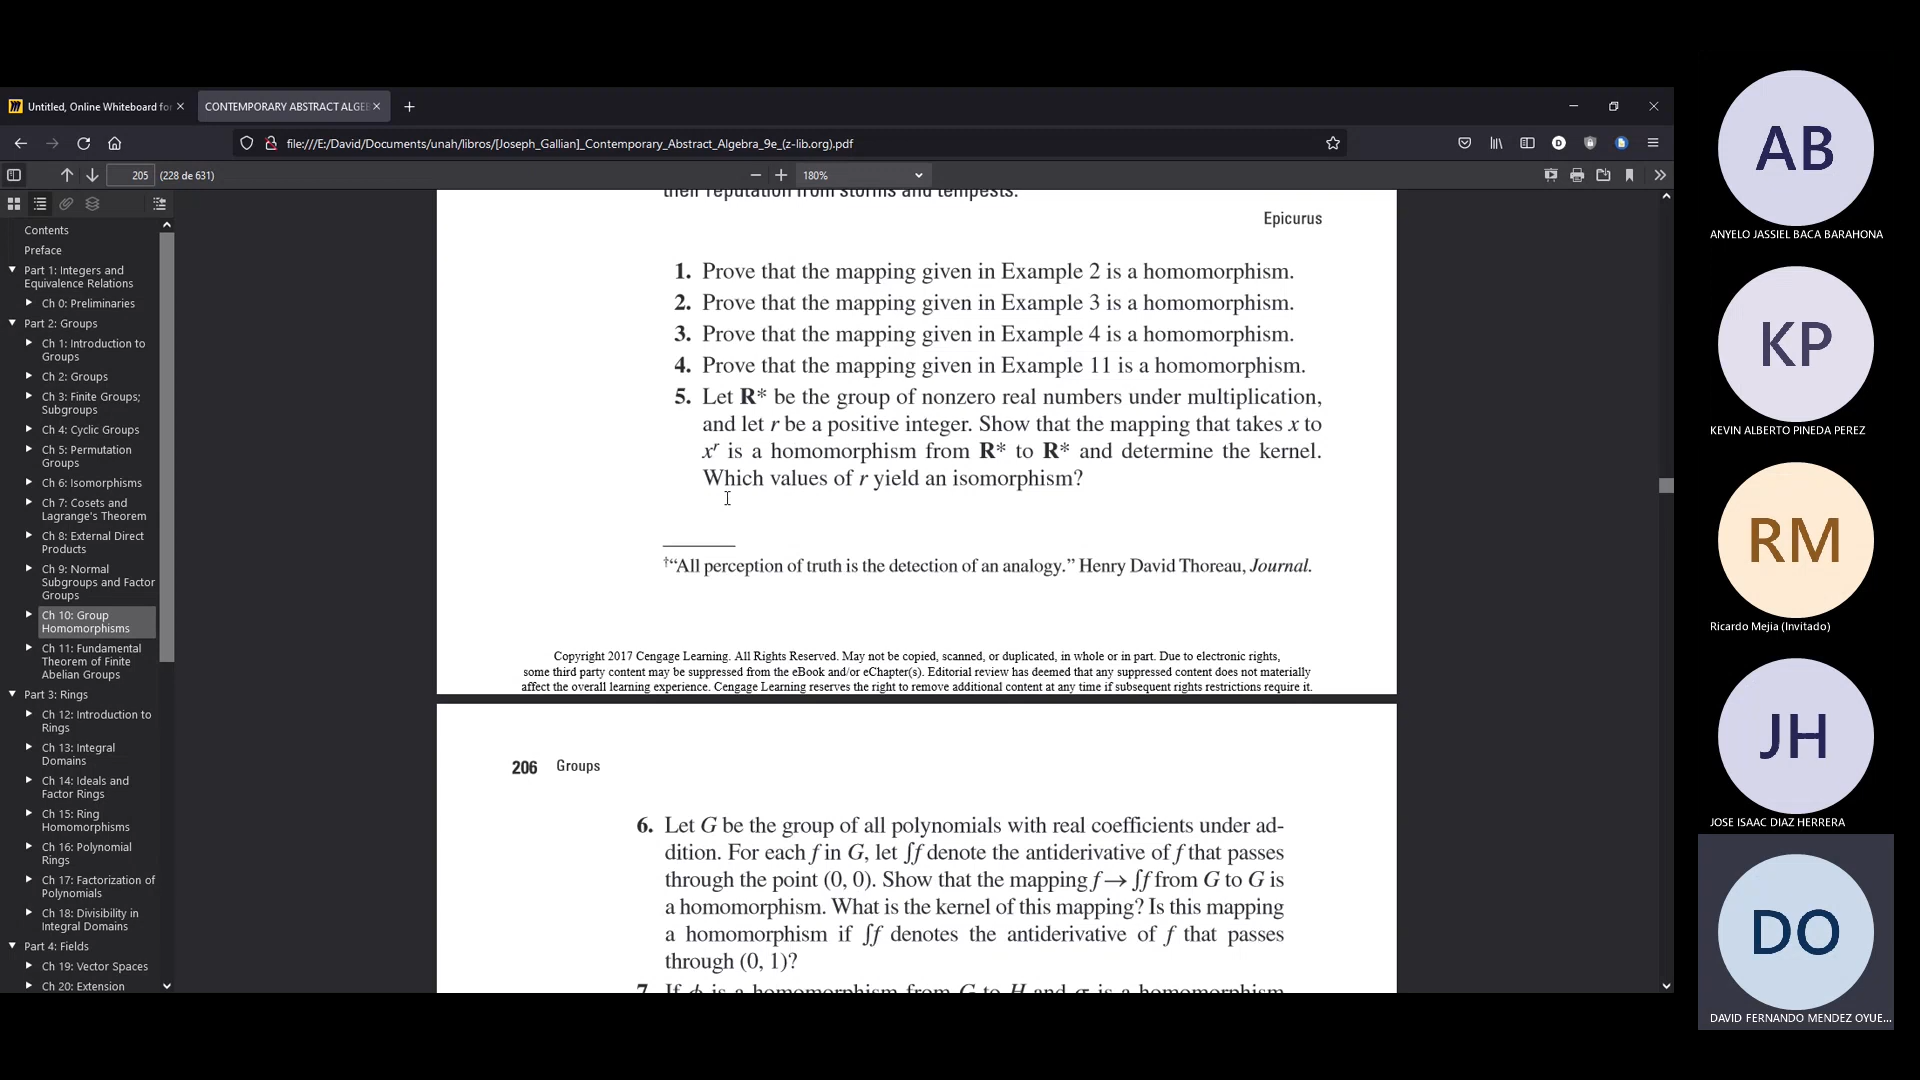 Untitled, Online Whiteboard for
CONTEMPORARY ABSTRACT ALGEB
file:///E:/David/Documents/unah/libros/[Joseph_Gallian]_Contemporary_Abstract_Algebra_9e_(z-lib.org).pdf
205 (228 de 631)
180%
Contents
Preface
Part 1: Integers and
Equivalence Relations
Ch 0: Preliminaries
Part 2: Groups
Ch 1: Introduction to
Groups
Ch 2: Groups
Ch 3: Finite Groups;
Subgroups
Ch 4: Cyclic Groups
Ch 5: Permutation
Groups
Ch 6: Isomorphisms
Ch 7: Cosets and
Lagrange's Theorem
Ch 8: External Direct
Products
Ch 9: Normal
Subgroups and Factor
Groups
Ch 10: Group
Homomorphisms
Ch 11: Fundamental
Theorem of Finite
Abelian Groups
Part 3: Rings
Ch 12: Introduction to
Rings
Ch 13: Integral
Domains
Ch 14: Ideals and
Factor Rings
Ch 15: Ring
Homomorphisms
Ch 16: Polynomial
Rings
Ch 17: Factorization of
Polynomials
Ch 18: Divisibility in
Integral Domains
Part 4: Fields
Ch 19: Vector Spaces
Ch 20: Extension
their reputation from storms and tempests.
Epicurus
1. Prove that the mapping given in Example 2 is a homomorphism.
2. Prove that the mapping given in Example 3 is a homomorphism.
3. Prove that the mapping given in Example 4 is a homomorphism.
4. Prove that the mapping given in Example 11 is a homomorphism.
5. Let R* be the group of nonzero real numbers under multiplication,
and let r be a positive integer. Show that the mapping that takes x to
xʳ is a homomorphism from R* to R* and determine the kernel.
Which values of r yield an isomorphism?
†“All perception of truth is the detection of an analogy.” Henry David Thoreau, Journal.
Copyright 2017 Cengage Learning. All Rights Reserved. May not be copied, scanned, or duplicated, in whole or in part. Due to electronic rights,
some third party content may be suppressed from the eBook and/or eChapter(s). Editorial review has deemed that any suppressed content does not materially
affect the overall learning experience. Cengage Learning reserves the right to remove additional content at any time if subsequent rights restrictions require it.
206 Groups
6. Let G be the group of all polynomials with real coefficients under ad-
dition. For each f in G, let ∫f denote the antiderivative of f that passes
through the point (0, 0). Show that the mapping f → ∫f from G to G is
a homomorphism. What is the kernel of this mapping? Is this mapping
a homomorphism if ∫f denotes the antiderivative of f that passes
through (0, 1)?
7. If ϕ is a homomorphism from G to H and σ is a homomorphism
AB
ANYELO JASSIEL BACA BARAHONA
KP
KEVIN ALBERTO PINEDA PEREZ
RM
Ricardo Mejia (Invitado)
JH
JOSE ISAAC DIAZ HERRERA
DO
DAVID FERNANDO MENDEZ OYUE...